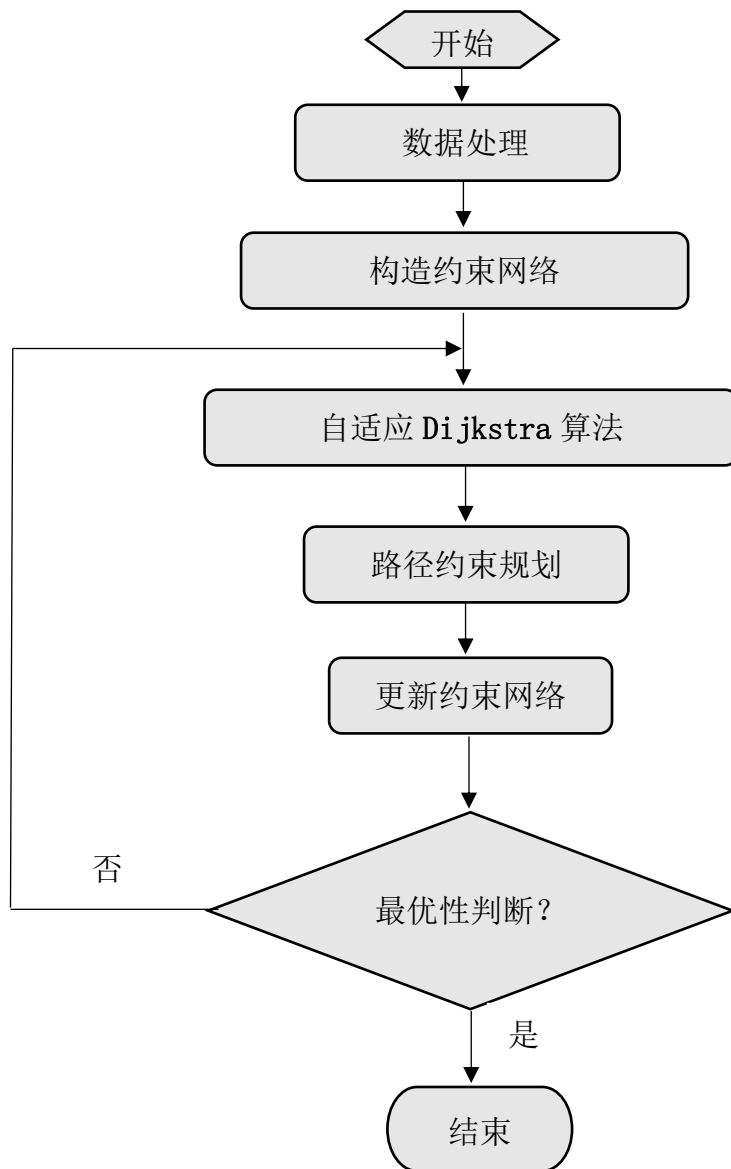 开始
数据处理
构造约束网络
自适应 Dijkstra 算法
路径约束规划
更新约束网络
否
最优性判断?
是
结束